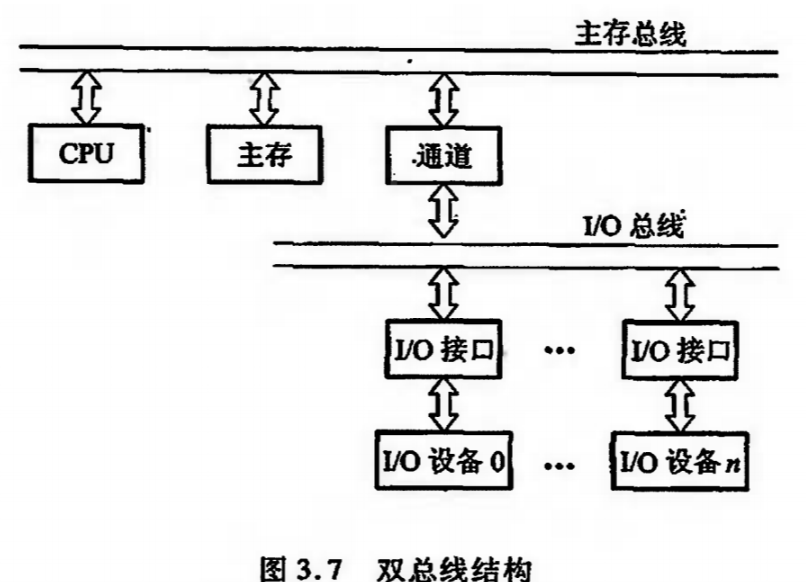 主存总线
CPU
主存
通道
I/O 总线
I/O 接口
···
I/O 接口
I/O 设备 0
···
I/O 设备 n
图 3.7 双总线结构